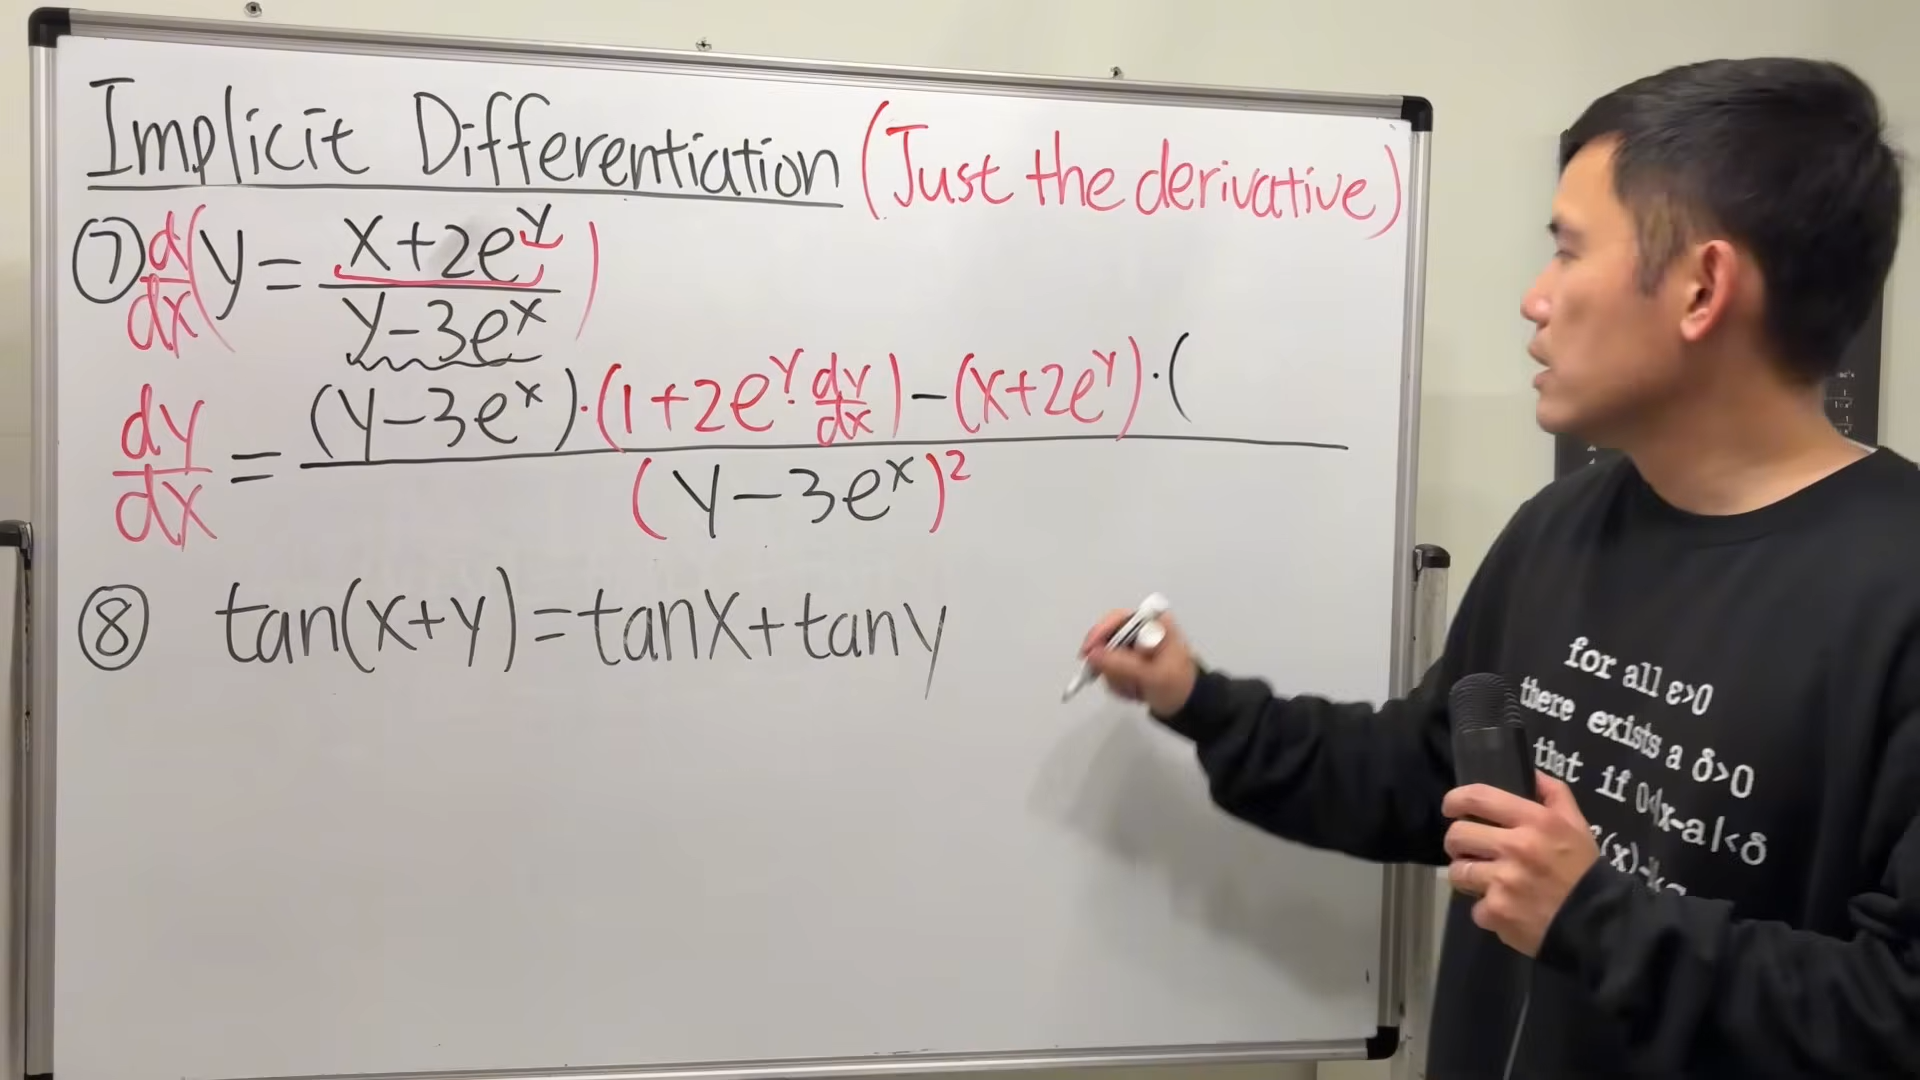 Implicit Differentiation (Just the derivative)
⑦ d/dx( y = (x+2e^y)/(y-3e^x) )
dy/dx = ((y-3e^x)·(1+2e^y·dy/dx)-(x+2e^y)·( / (y-3e^x)^2
⑧ tan(x+y)=tanx+tany
for all ε>0
there exists a δ>0
that if 0<|x-a|<δ